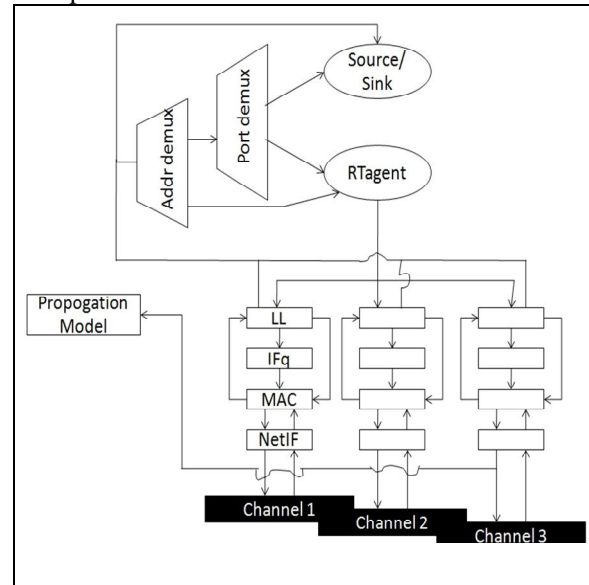 Source/
Sink
Port demux
Addr demux
RTagent
Propogation
Model
LL
IFq
MAC
NetIF
Channel 1
Channel 2
Channel 3